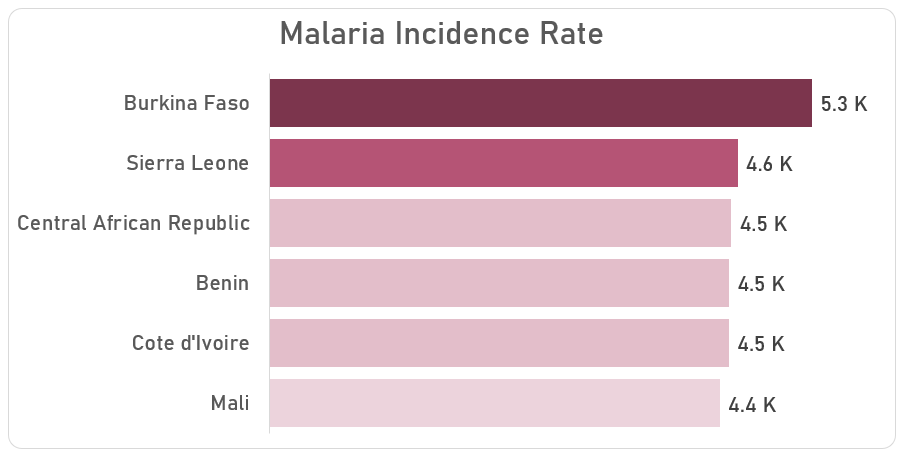 Malaria Incidence Rate
Burkina Faso 5.3 K
Sierra Leone 4.6 K
Central African Republic 4.5 K
Benin 4.5 K
Cote d'Ivoire 4.5 K
Mali 4.4 K